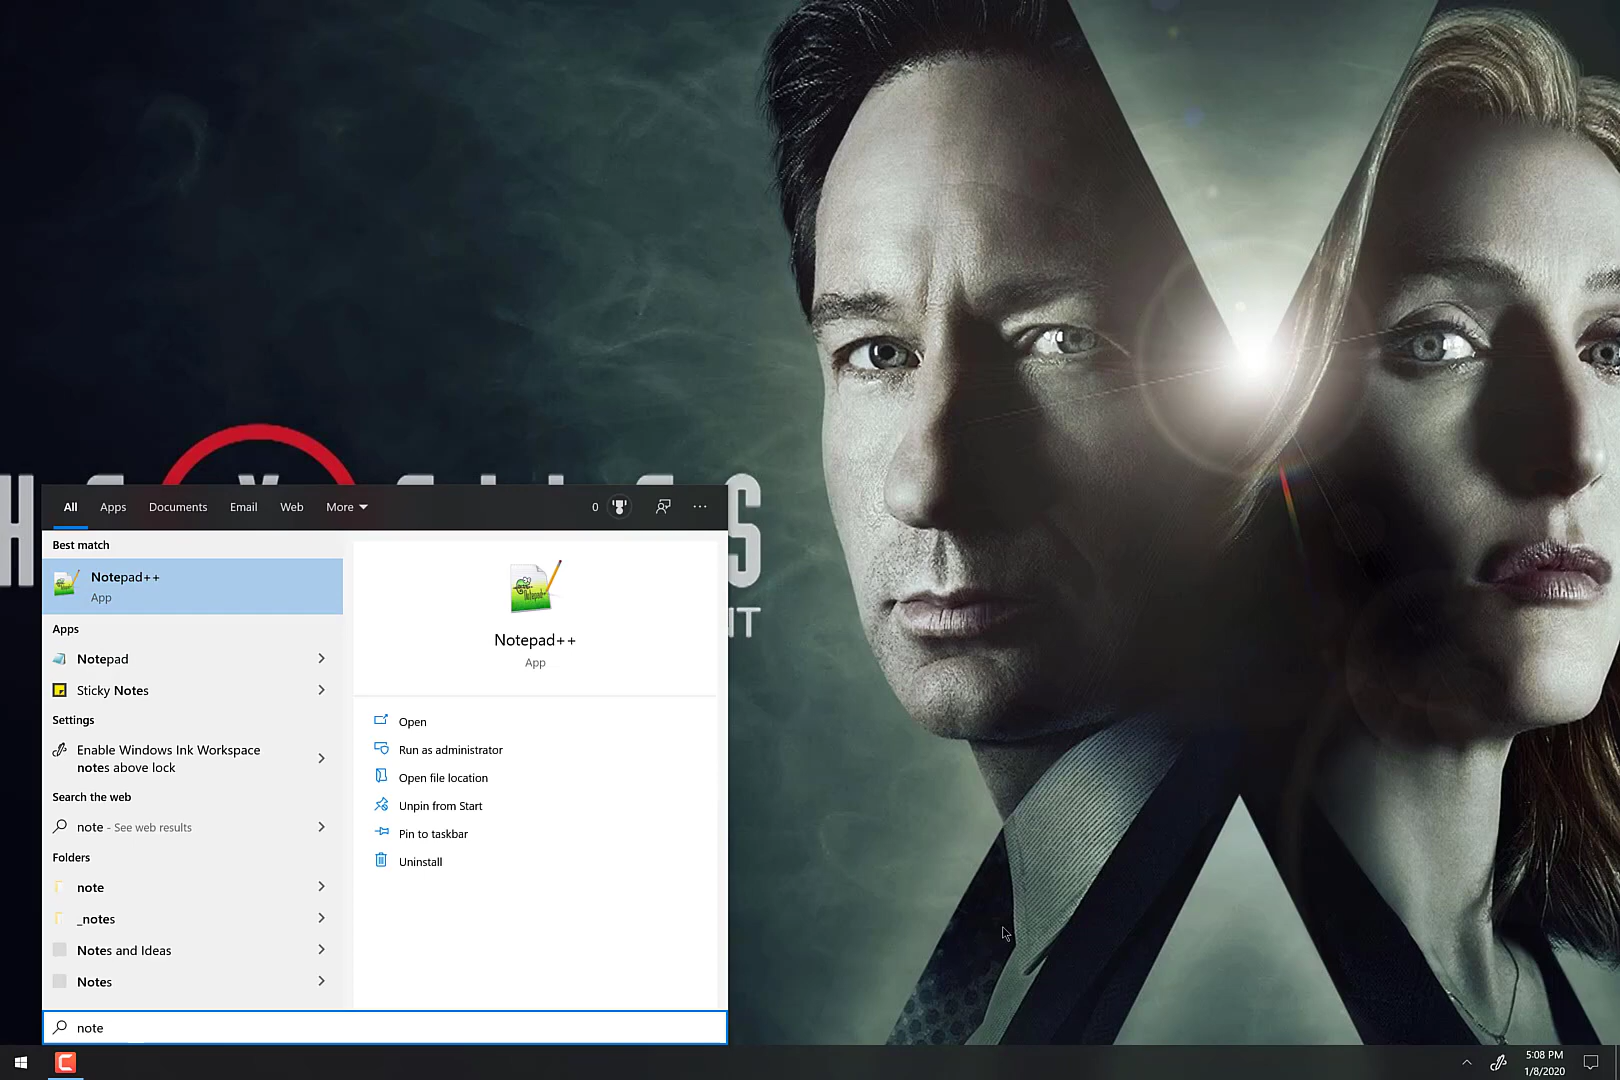 All Apps Documents Email Web More 0 ...
Best match
Notepad++
App
Apps
Notepad
Sticky Notes
Settings
Enable Windows Ink Workspace
notes above lock
Search the web
note - See web results
Folders
note
_notes
Notes and Ideas
Notes
Notepad++
App
Open
Run as administrator
Open file location
Unpin from Start
Pin to taskbar
Uninstall
note
5:08 PM
1/8/2020